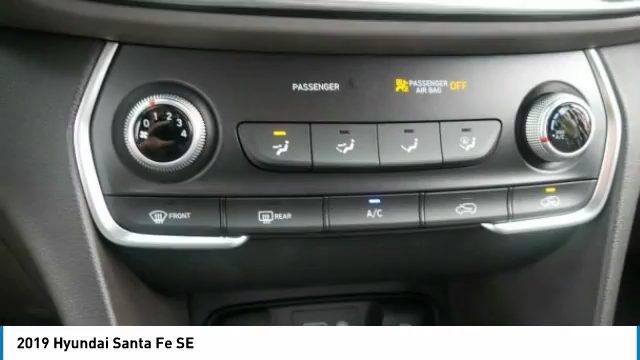 PASSENGER
PASSENGER
AIR BAG OFF
0 1 2 3 4
FRONT
REAR
A/C
2019 Hyundai Santa Fe SE